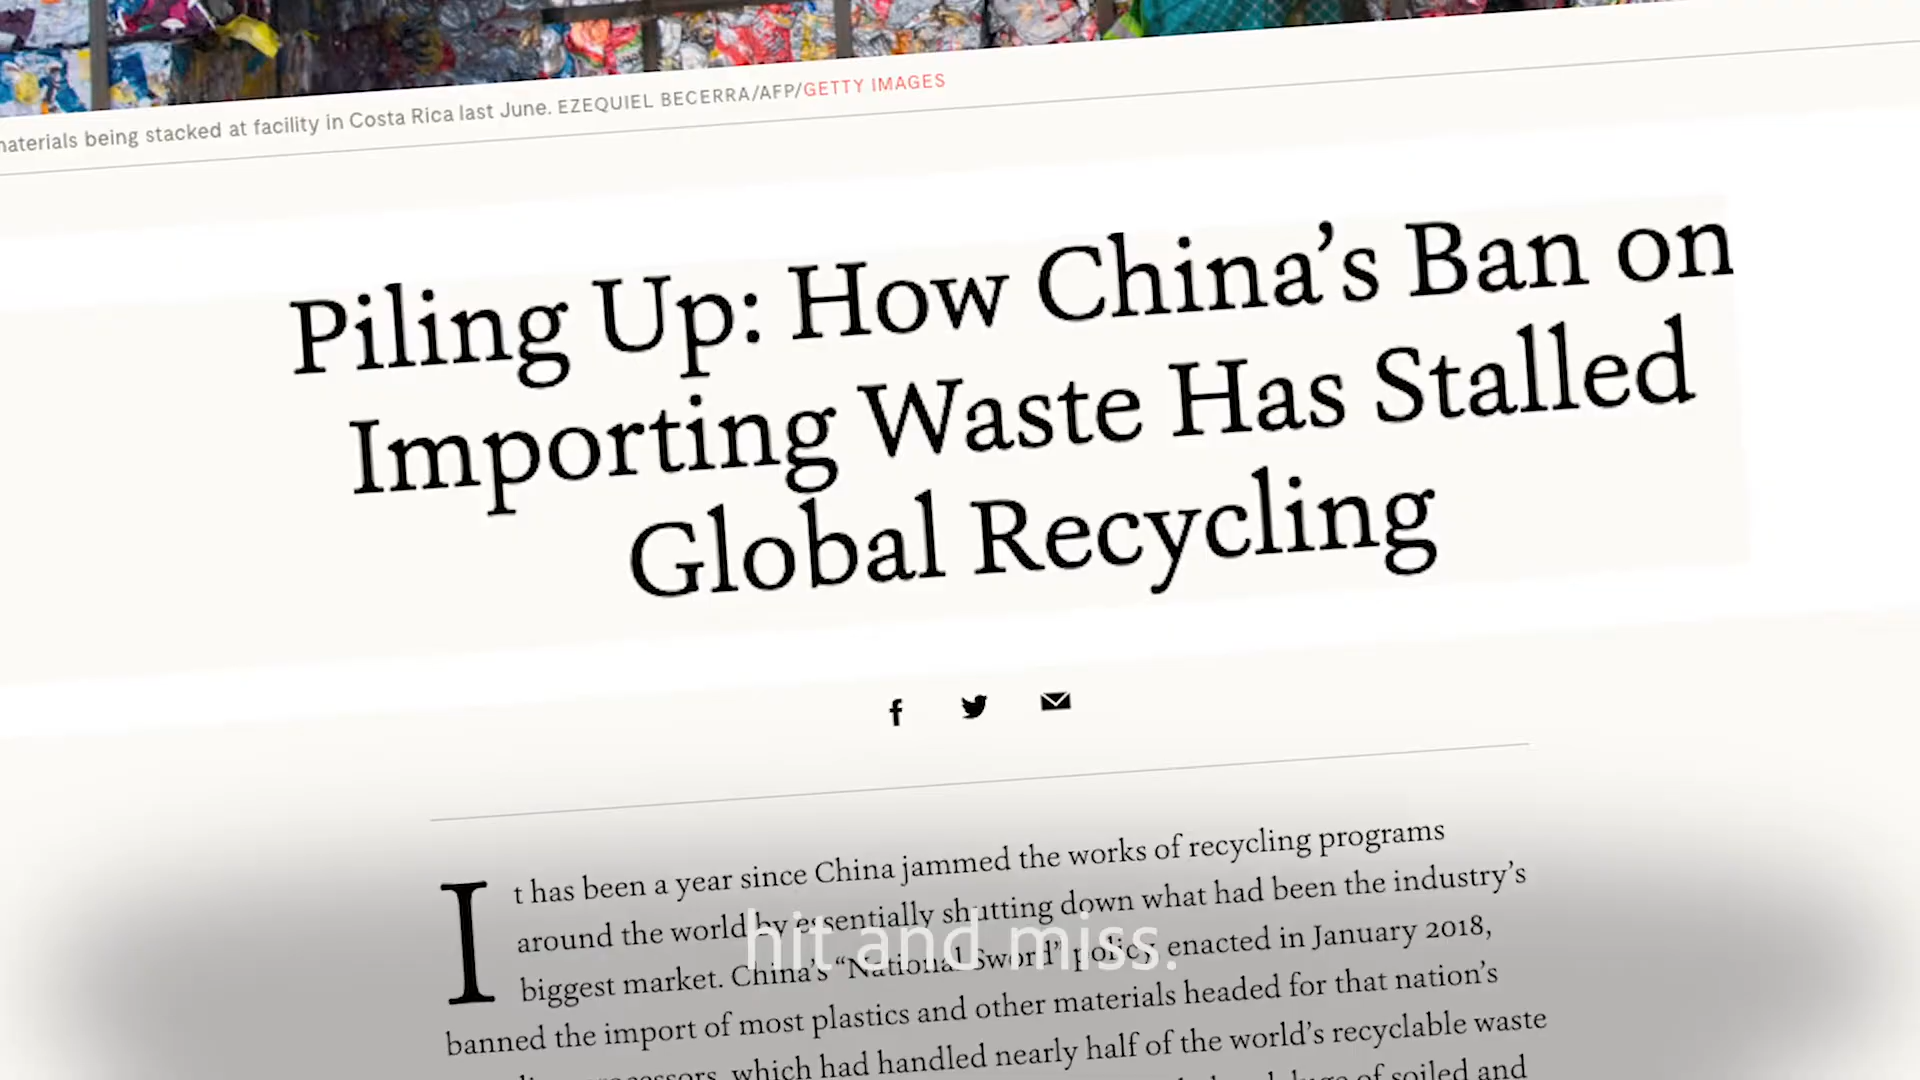 materials being stacked at facility in Costa Rica last June. EZEQUIEL BECERRA/AFP/GETTY IMAGES
Piling Up: How China’s Ban on
Importing Waste Has Stalled
Global Recycling
It has been a year since China jammed the works of recycling programs
around the world by essentially shutting down what had been the industry’s
biggest market. China’s “National Sword” policy, enacted in January 2018,
banned the import of most plastics and other materials headed for that nation’s
which had handled nearly half of the world’s recyclable waste
of soiled and
hit and miss.